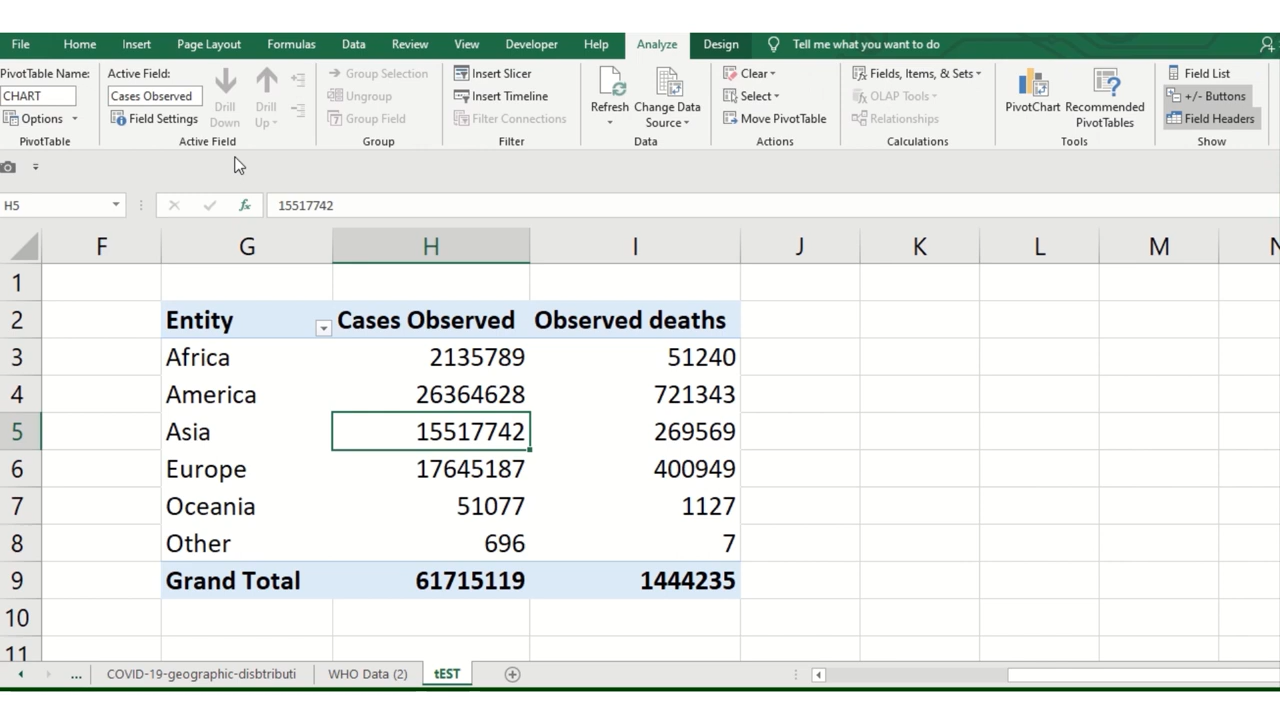 File Home Insert Page Layout Formulas Data Review View Developer Help Analyze Design Tell me what you want to do
PivotTable Name: Active Field: Group Selection Insert Slicer Clear Fields, Items, & Sets Field List
CHART Cases Observed Drill Down Drill Up Ungroup Insert Timeline Refresh Change Data Source Select OLAP Tools PivotChart Recommended PivotTables +/- Buttons
Options Field Settings Group Field Filter Connections Move PivotTable Relationships Field Headers
PivotTable Active Field Group Filter Data Actions Calculations Tools Show
H5 fx 15517742
F G H I J K L M N
1
2 Entity Cases Observed Observed deaths
3 Africa 2135789 51240
4 America 26364628 721343
5 Asia 15517742 269569
6 Europe 17645187 400949
7 Oceania 51077 1127
8 Other 696 7
9 Grand Total 61715119 1444235
10
11
... COVID-19-geographic-disbtributi WHO Data (2) tEST